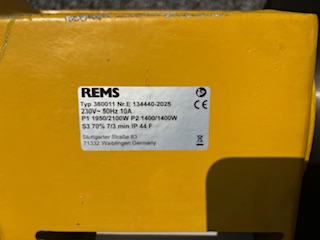 REMS
Typ 380011 Nr.E 134440-2025
230V~ 50Hz 10A
P1 1950/2100W P2 1400/1400W
S3 70% 7/3 min IP 44 F
Stuttgarter Straße 83
71332 Waiblingen Germany
CE